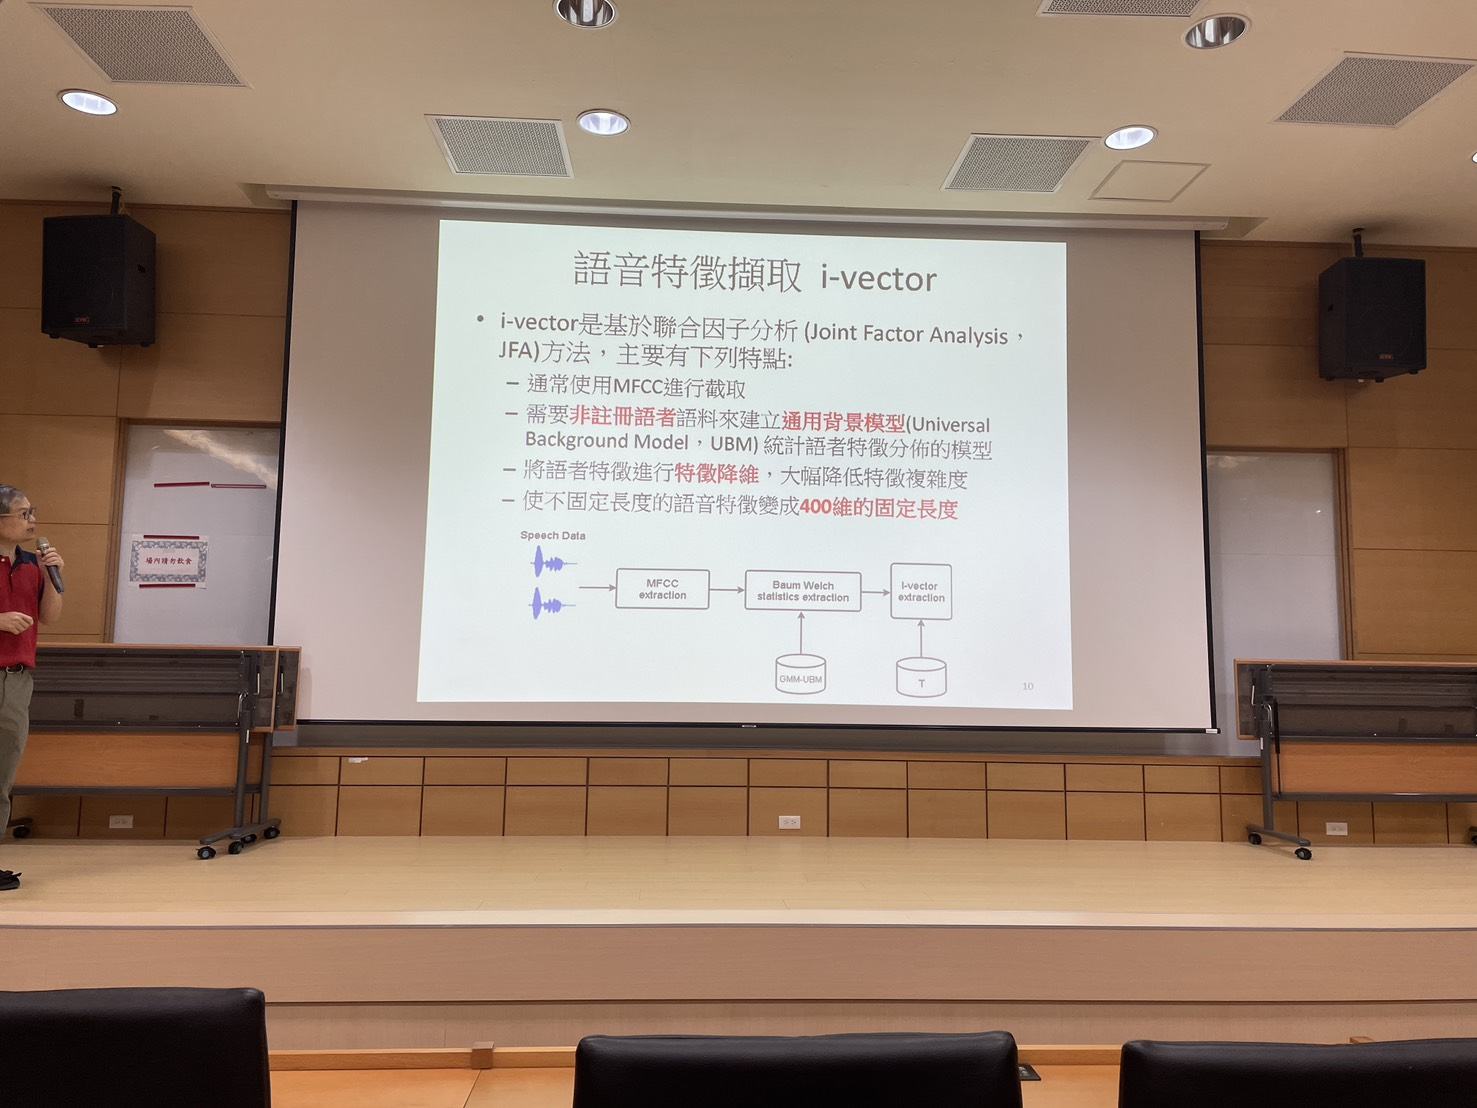 語音特徵擷取 i-vector
• i-vector是基於聯合因子分析 (Joint Factor Analysis，
JFA)方法，主要有下列特點:
– 通常使用MFCC進行截取
– 需要非註冊語者語料來建立通用背景模型(Universal
Background Model，UBM) 統計語者特徵分佈的模型
– 將語者特徵進行特徵降維，大幅降低特徵複雜度
– 使不固定長度的語音特徵變成400維的固定長度
Speech Data
MFCC
extraction
Baum Welch
statistics extraction
I-vector
extraction
GMM-UBM
T
10
場內請勿飲食